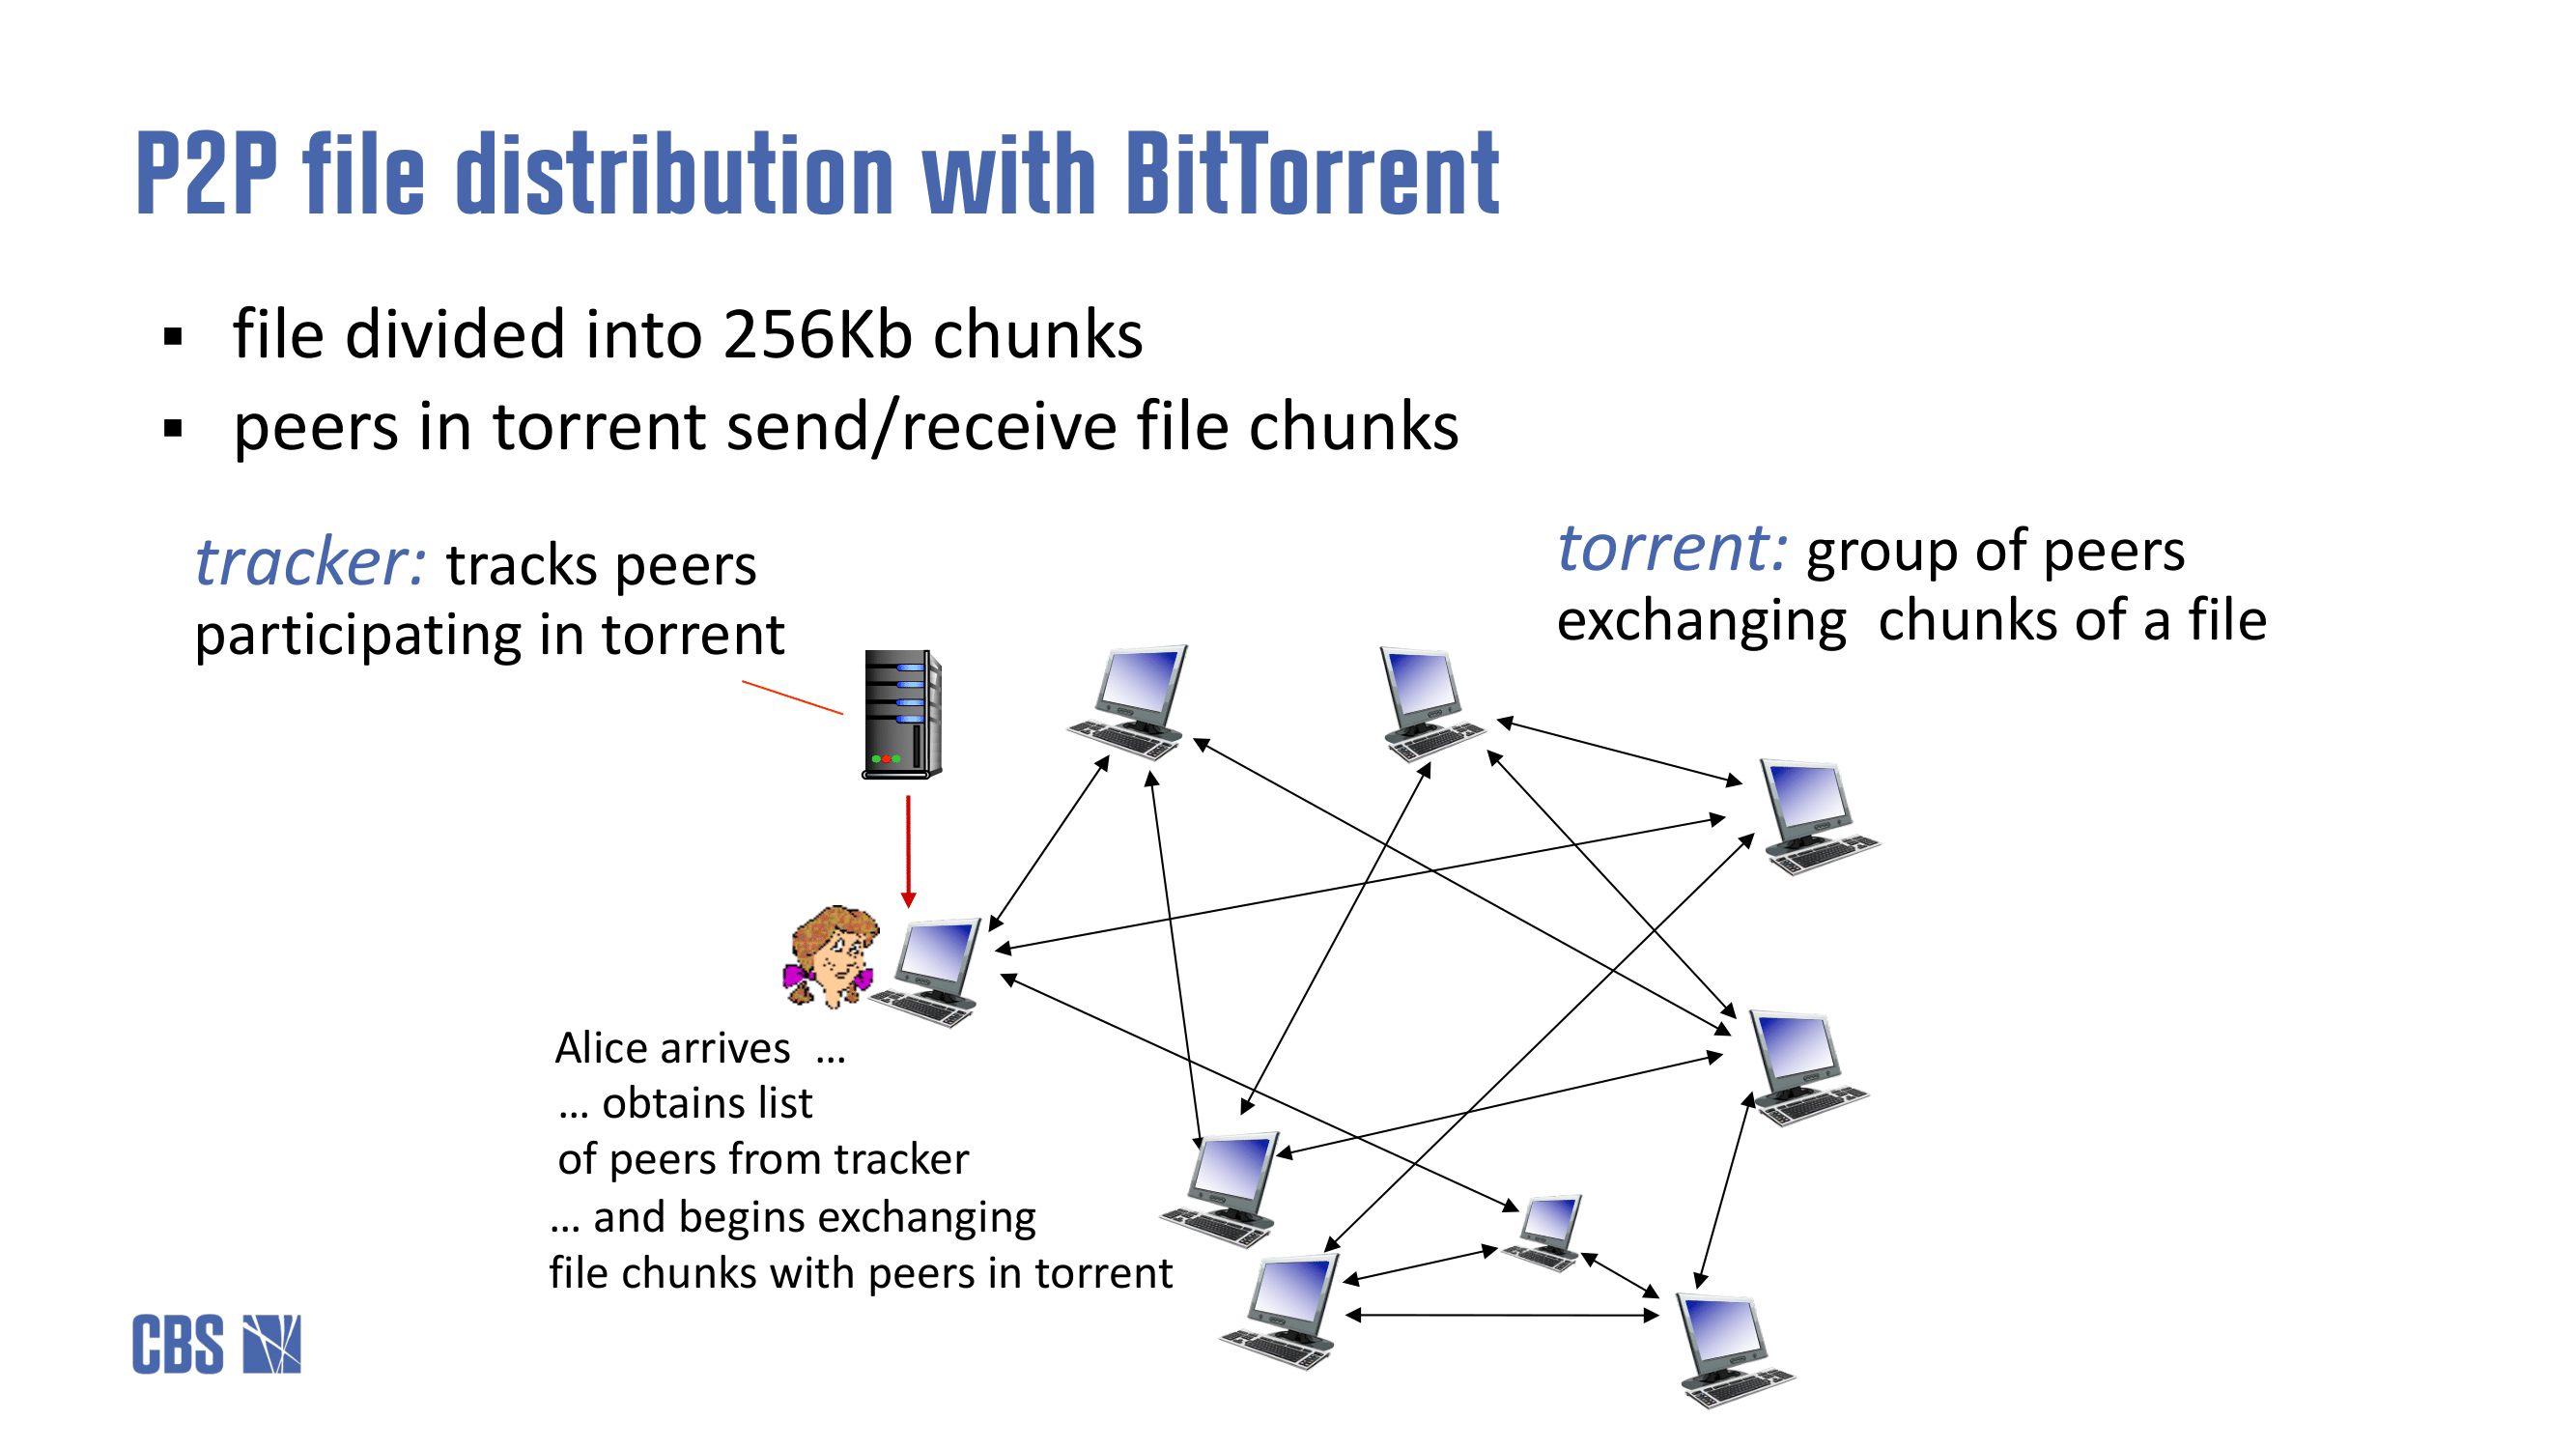 P2P file distribution with BitTorrent
▪ file divided into 256Kb chunks
▪ peers in torrent send/receive file chunks
tracker: tracks peers
participating in torrent
torrent: group of peers
exchanging  chunks of a file
Alice arrives  …
… obtains list
of peers from tracker
… and begins exchanging
file chunks with peers in torrent
CBS